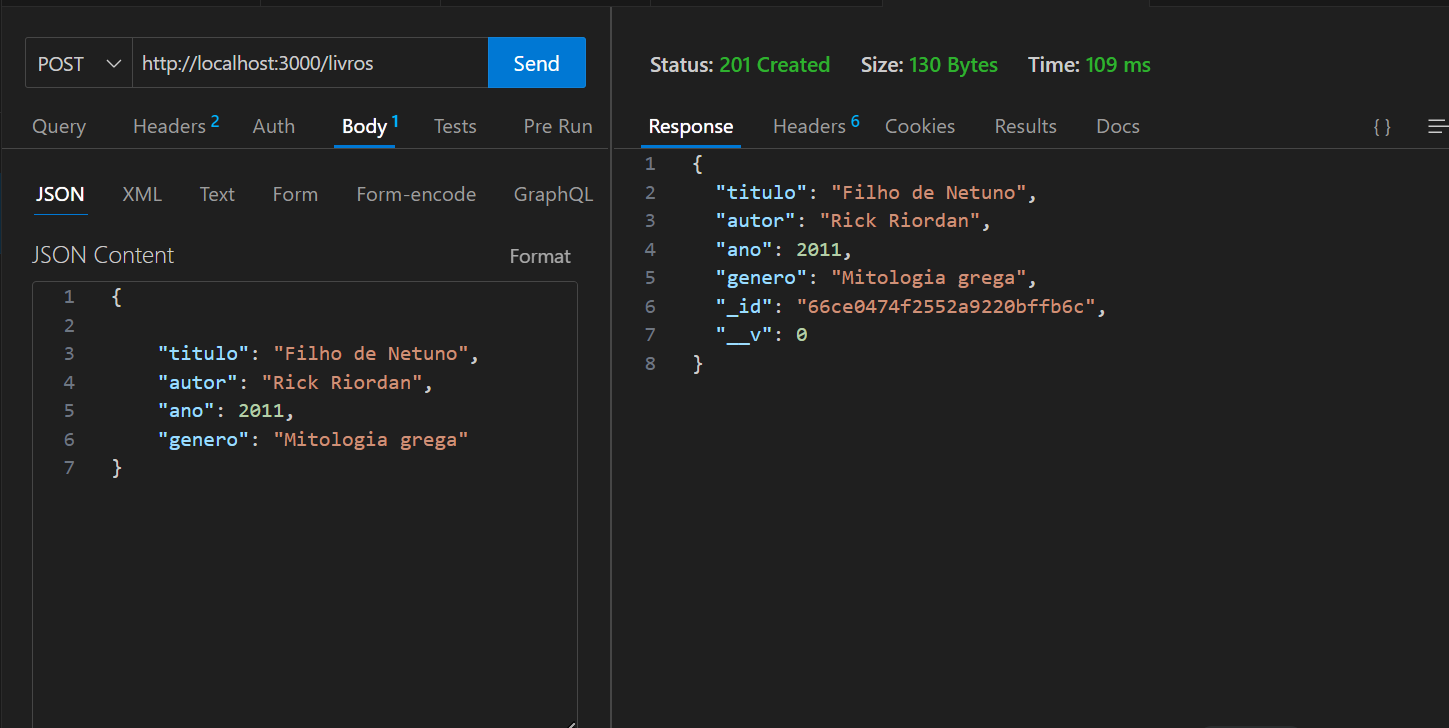 POST http://localhost:3000/livros Send
Query Headers 2 Auth Body 1 Tests Pre Run
JSON XML Text Form Form-encode GraphQL
JSON Content Format
1 {
2
3 "titulo": "Filho de Netuno",
4 "autor": "Rick Riordan",
5 "ano": 2011,
6 "genero": "Mitologia grega"
7 }
Status: 201 Created Size: 130 Bytes Time: 109 ms
Response Headers 6 Cookies Results Docs { }
1 {
2 "titulo": "Filho de Netuno",
3 "autor": "Rick Riordan",
4 "ano": 2011,
5 "genero": "Mitologia grega",
6 "_id": "66ce0474f2552a9220bffb6c",
7 "__v": 0
8 }